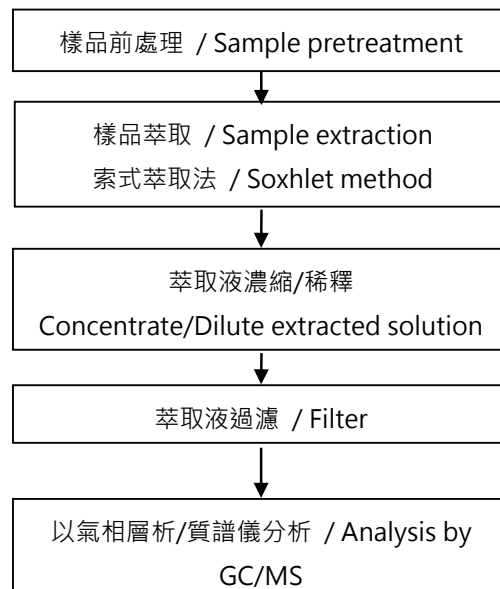 樣品前處理 / Sample pretreatment
樣品萃取 / Sample extraction
索式萃取法 / Soxhlet method
萃取液濃縮/稀釋
Concentrate/Dilute extracted solution
萃取液過濾 / Filter
以氣相層析/質譜儀分析 / Analysis by
GC/MS